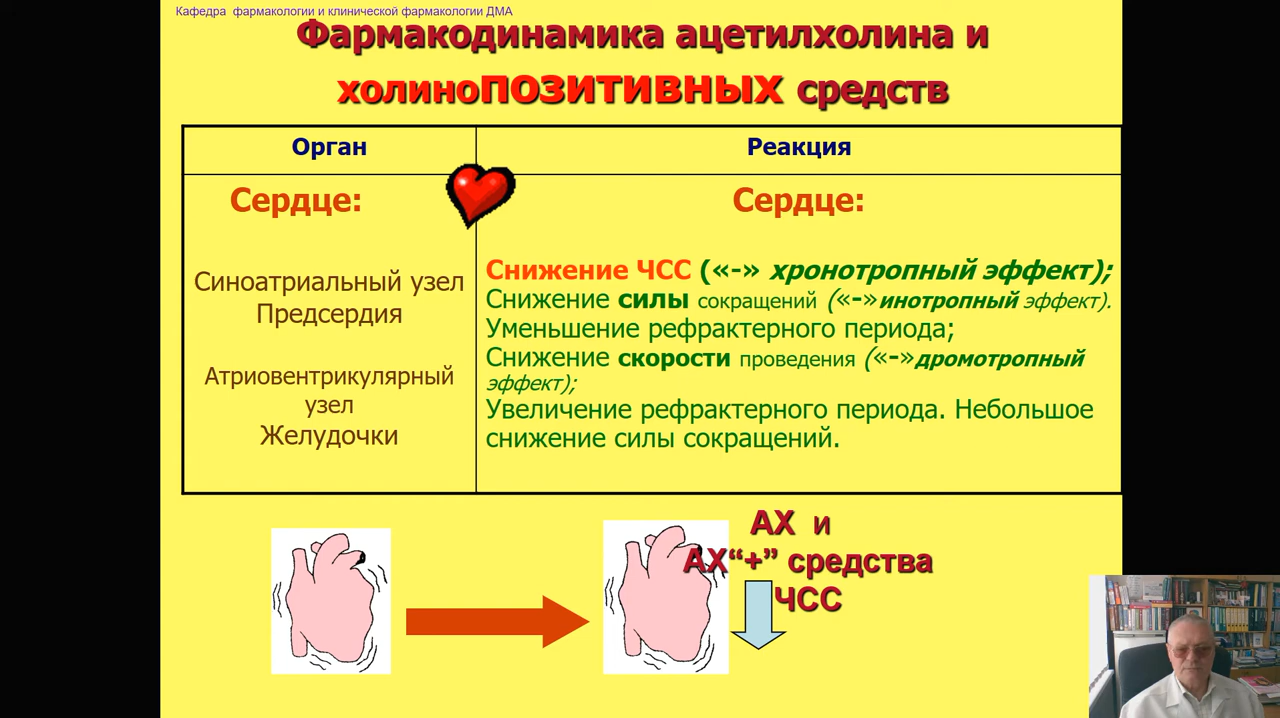 Кафедра фармакологии и клинической фармакологии ДМА
Фармакодинамика ацетилхолина и
холиноПОЗИТИВНЫХ средств
Орган
Реакция
Сердце:
Синоатриальный узел
Предсердия
Атриовентрикулярный
узел
Желудочки
Сердце:
Снижение ЧСС («-» хронотропный эффект);
Снижение силы сокращений («-»инотропный эффект).
Уменьшение рефрактерного периода;
Снижение скорости проведения («-»дромотропный
эффект);
Увеличение рефрактерного периода. Небольшое
снижение силы сокращений.
АХ и
АХ“+” средства
ЧСС